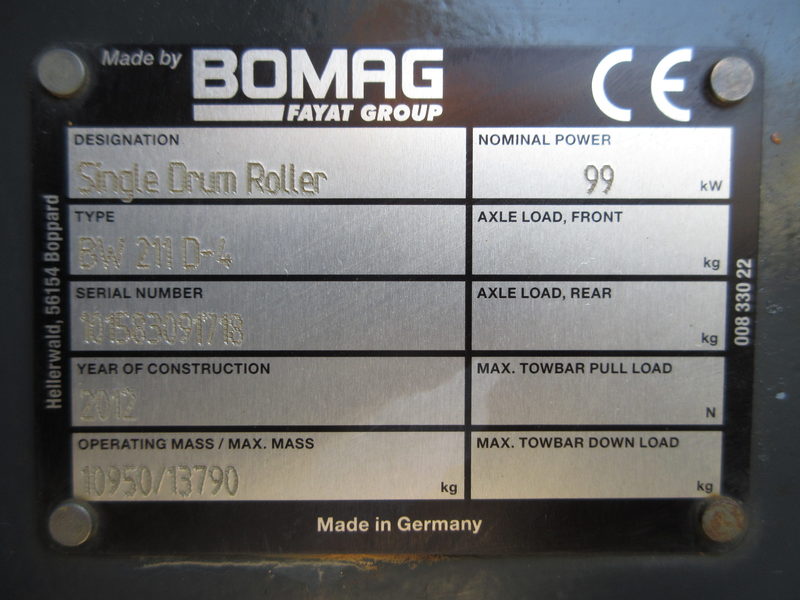 Made by BOMAG
FAYAT GROUP
CE
DESIGNATION
Single Drum Roller
NOMINAL POWER
99 kW
TYPE
BW 211 D-4
AXLE LOAD, FRONT
kg
SERIAL NUMBER
101583091718
AXLE LOAD, REAR
kg
YEAR OF CONSTRUCTION
2012
MAX. TOWBAR PULL LOAD
N
OPERATING MASS / MAX. MASS
10950/13790 kg
MAX. TOWBAR DOWN LOAD
kg
Made in Germany
Hellerwald, 56154 Boppard
008 330 22